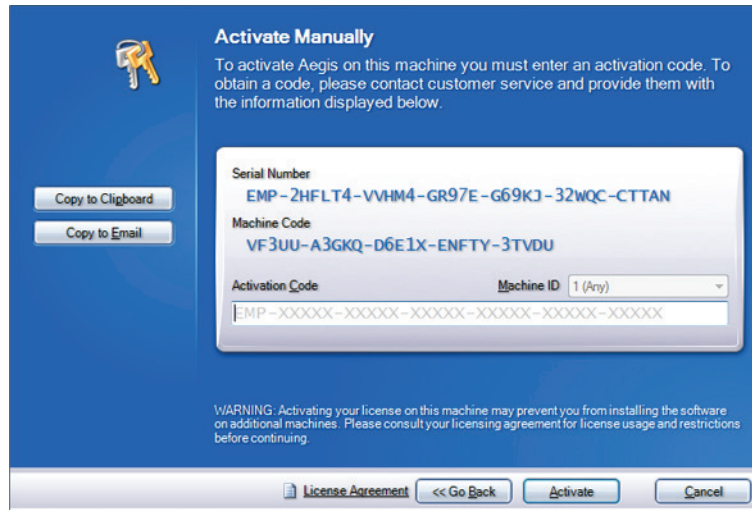 Activate Manually
To activate Aegis on this machine you must enter an activation code. To
obtain a code, please contact customer service and provide them with
the information displayed below.
Copy to Clipboard
Copy to Email
Serial Number
EMP-2HFLT4-VVHM4-GR97E-G69KJ-32WQC-CTTAN
Machine Code
VF3UU-A3GKQ-D6E1X-ENFTY-3TVDU
Activation Code
Machine ID
1 (Any)
EMP-XXXXX-XXXXX-XXXXX-XXXXX-XXXXX-XXXXX
WARNING: Activating your license on this machine may prevent you from installing the software
on additional machines. Please consult your licensing agreement for license usage and restrictions
before continuing.
License Agreement
<< Go Back
Activate
Cancel